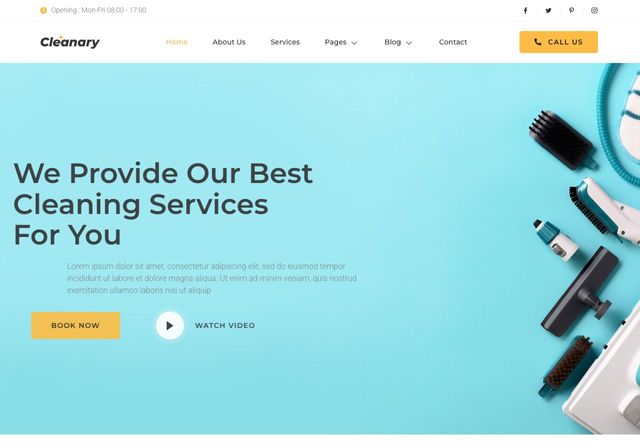 Opening : Mon-Fri 08:00 - 17:00
Cleanary
Home About Us Services Pages Blog Contact
CALL US
We Provide Our Best
Cleaning Services
For You
Lorem ipsum dolor sit amet, consectetur adipiscing elit, sed do eiusmod tempor
incididunt ut labore et dolore magna aliqua. Ut enim ad minim veniam, quis nostrud
exercitation ullamco laboris nisi ut aliquip
BOOK NOW
WATCH VIDEO